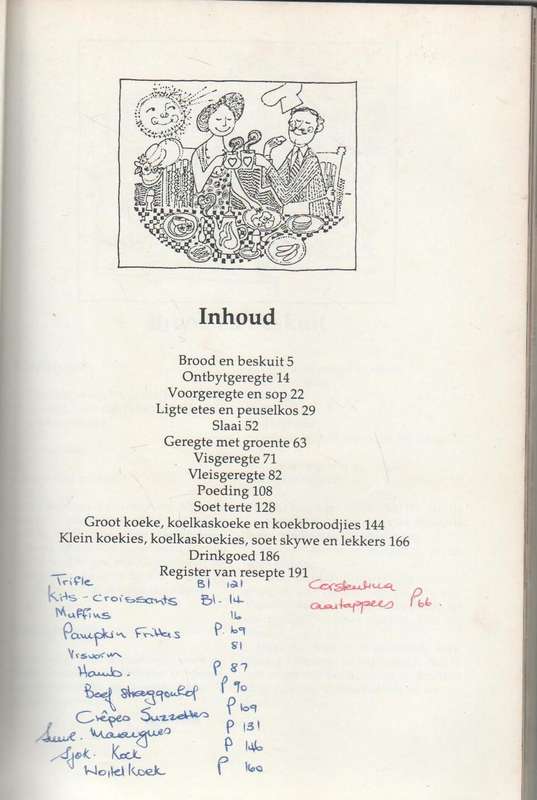 Inhoud
Brood en beskuit 5
Ontbytgeregte 14
Voorgeregte en sop 22
Ligte etes en peuselkos 29
Slaai 52
Geregte met groente 63
Visgeregte 71
Vleisgeregte 82
Poeding 108
Soet terte 128
Groot koeke, koelkaskoeke en koekbroodjies 144
Klein koekies, koelkaskoekies, soet skywe en lekkers 166
Drinkgoed 186
Register van resepte 191
Trifle Bl 121
Kits-Croissants Bl. 14
Muffins 16
Pampkin Fritters P. 69
Visvorm 81
Hamb. P 87
Beef P 90
Crêpes Suzzettes P 109
Suurl. P 131
Sjok. Koek P 146
Wortelkoek P 160
aartappels P 66.